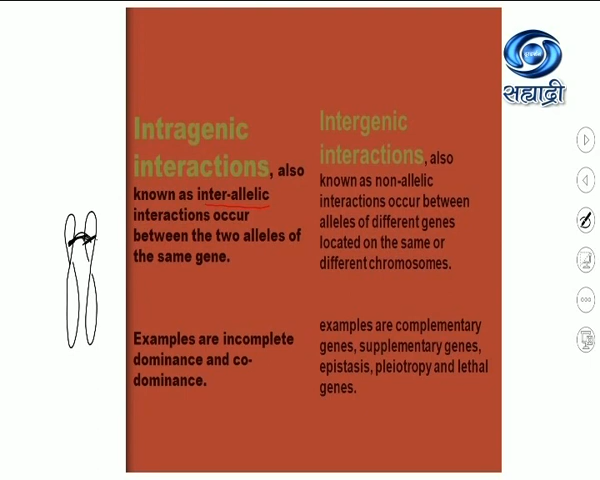 Intragenic
interactions, also
known as inter-allelic
interactions occur
between the two alleles of
the same gene.
Examples are incomplete
dominance and co-
dominance.
Intergenic
interactions, also
known as non-allelic
interactions occur between
alleles of different genes
located on the same or
different chromosomes.
examples are complementary
genes, supplementary genes,
epistasis, pleiotropy and lethal
genes.
सह्याद्री